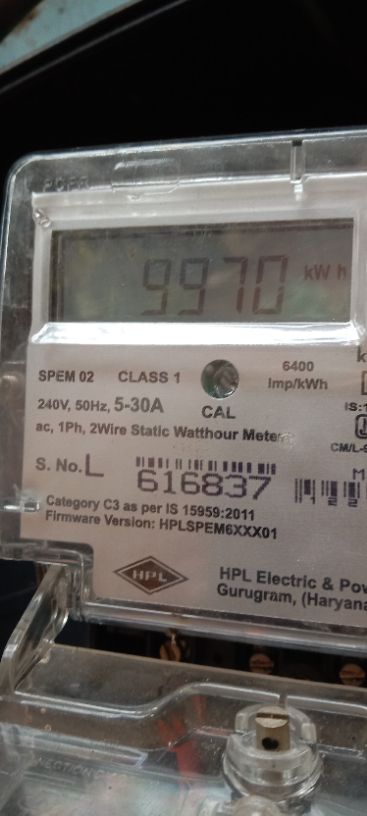 9970 kWh
SPEM 02 CLASS 1
6400
Imp/kWh
240V, 50Hz, 5-30A
CAL
ac, 1Ph, 2Wire Static Watthour Meter
S. No. L 616837
Category C3 as per IS 15959:2011
Firmware Version: HPLSPEM6XXX01
HPL
HPL Electric & Pow
Gurugram, (Haryana